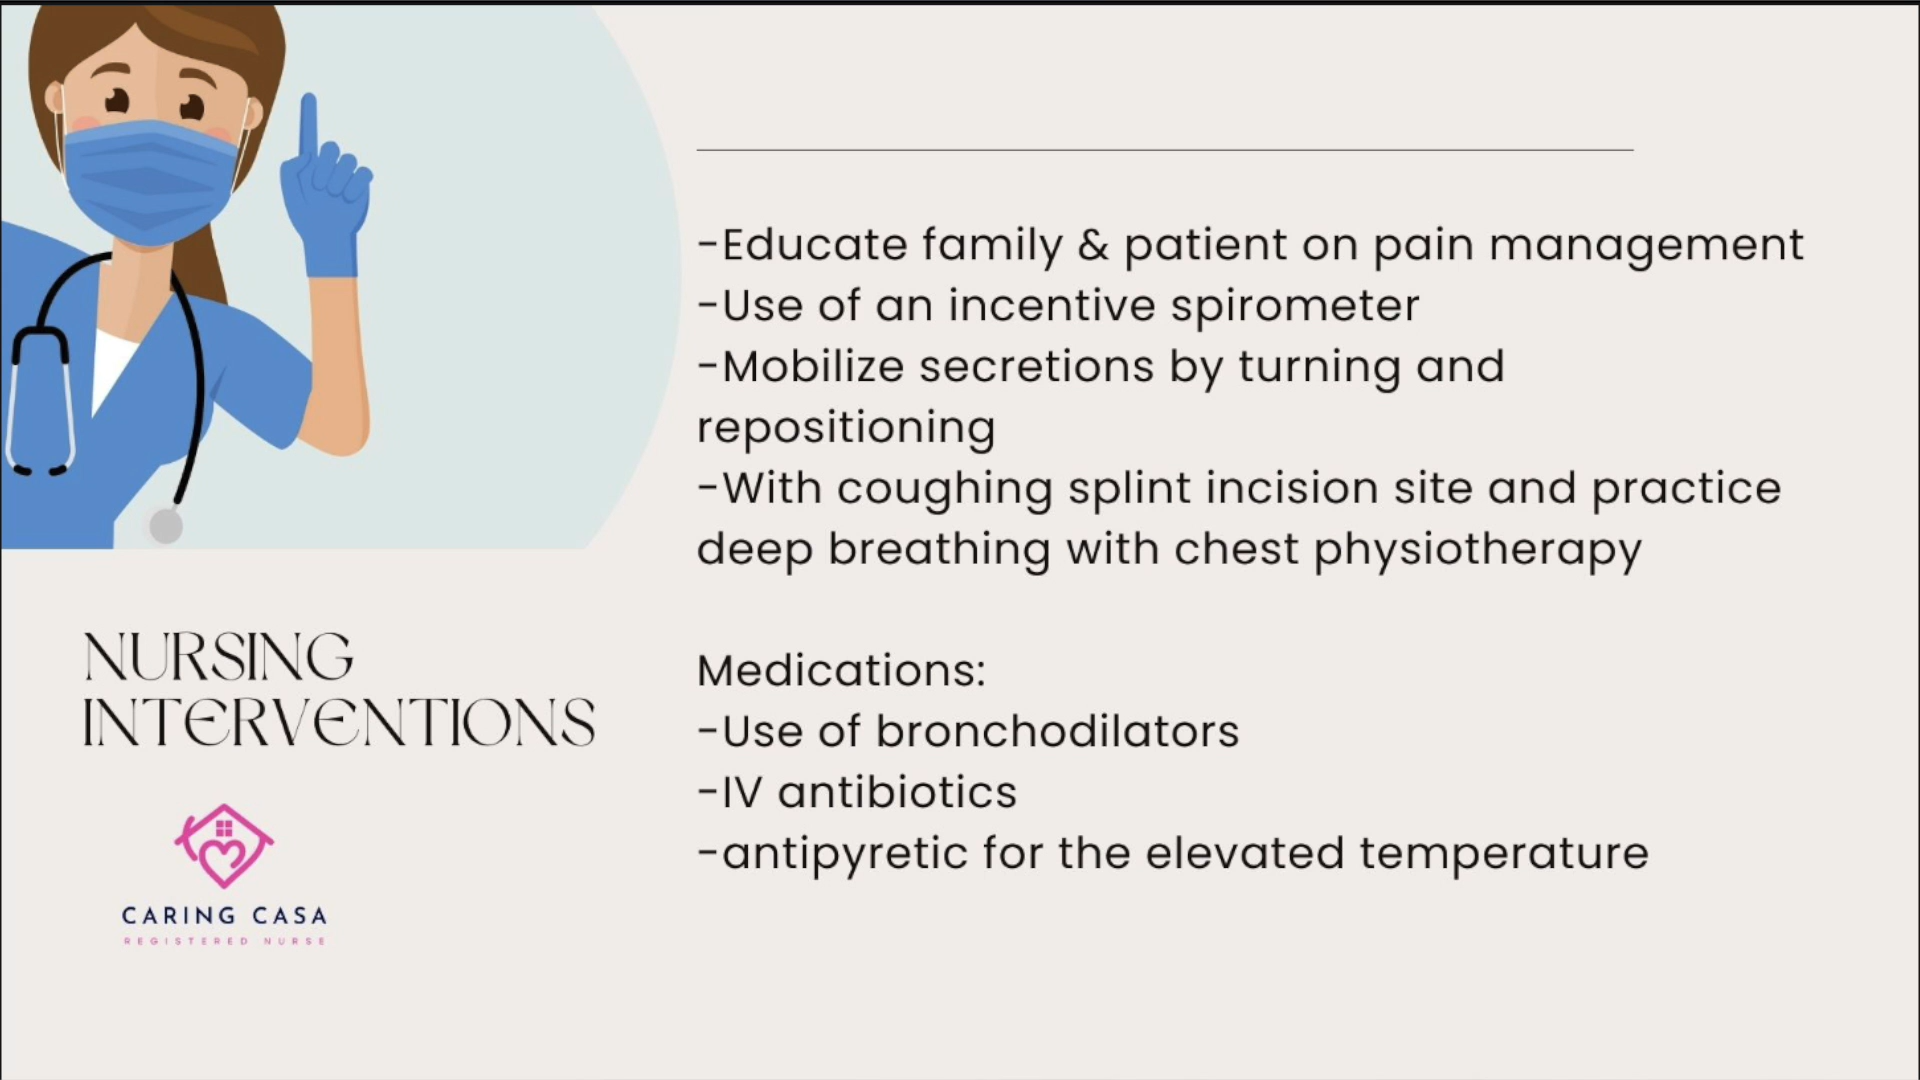 -Educate family & patient on pain management
-Use of an incentive spirometer
-Mobilize secretions by turning and
repositioning
-With coughing splint incision site and practice
deep breathing with chest physiotherapy
Medications:
-Use of bronchodilators
-IV antibiotics
-antipyretic for the elevated temperature
NURSING
INTERVENTIONS
CARING CASA
REGISTERED NURSE